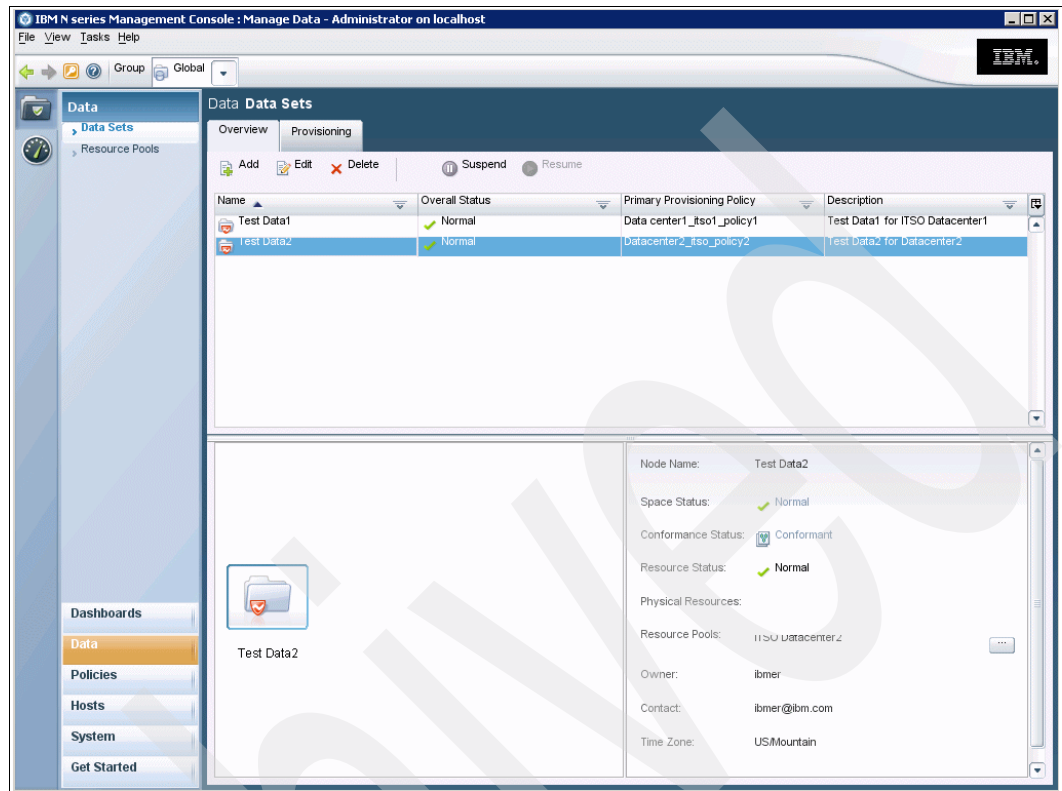 IBM N series Management Console : Manage Data - Administrator on localhost
File View Tasks Help
Group Global
IBM.
Data
Data Sets
Resource Pools
Data Data Sets
Overview Provisioning
Add Edit Delete Suspend Resume
Name Overall Status Primary Provisioning Policy Description
Test Data1 Normal Data center1_itso1_policy1 Test Data1 for ITSO Datacenter1
Test Data2 Normal Datacenter2_itso_policy2 Test Data2 for Datacenter2
Test Data2
Node Name: Test Data2
Space Status: Normal
Conformance Status: Conformant
Resource Status: Normal
Physical Resources:
Resource Pools: ITSO Datacenter2
...
Owner: ibmer
Contact: ibmer@ibm.com
Time Zone: US/Mountain
Dashboards
Data
Policies
Hosts
System
Get Started